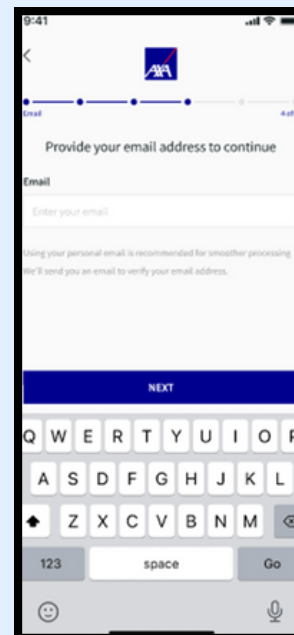 9:41
AXA
Email
4 of
Provide your email address to continue
Email
Enter your email
Using your personal email is recommended for smoother processing
We'll send you an email to verify your email address.
NEXT
Q W E R T Y U I O P
A S D F G H J K L
Z X C V B N M
123 space Go